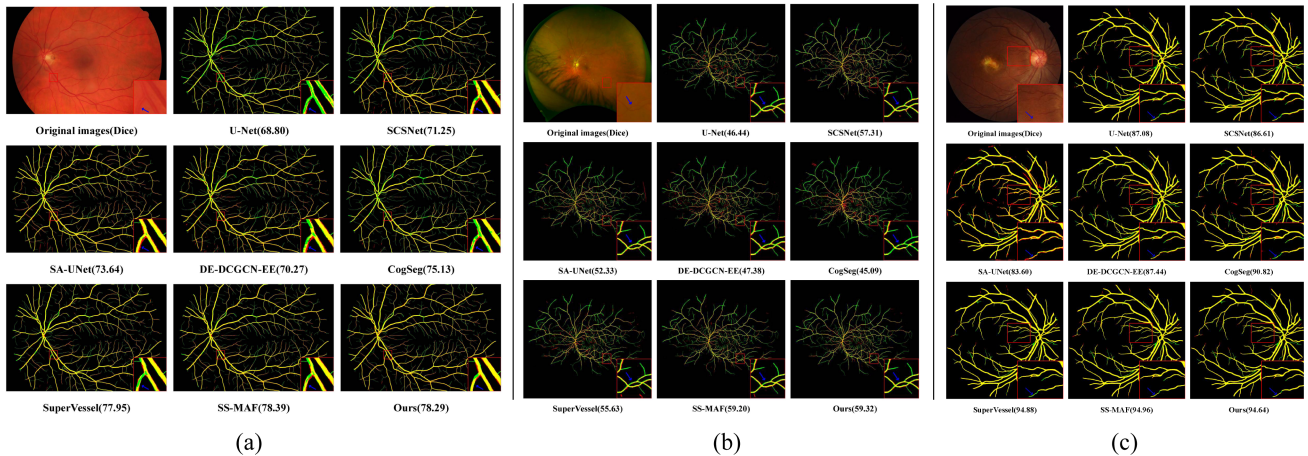 Original images(Dice) U-Net(68.80) SCSNet(71.25)
SA-UNet(73.64) DE-DCGCN-EE(70.27) CogSeg(75.13)
SuperVessel(77.95) SS-MAF(78.39) Ours(78.29)
(a)
Original images(Dice) U-Net(46.44) SCSNet(57.31)
SA-UNet(52.33) DE-DCGCN-EE(47.38) CogSeg(45.09)
SuperVessel(55.63) SS-MAF(59.20) Ours(59.32)
(b)
Original images(Dice) U-Net(87.08) SCSNet(86.61)
SA-UNet(83.60) DE-DCGCN-EE(87.44) CogSeg(90.82)
SuperVessel(94.88) SS-MAF(94.96) Ours(94.64)
(c)